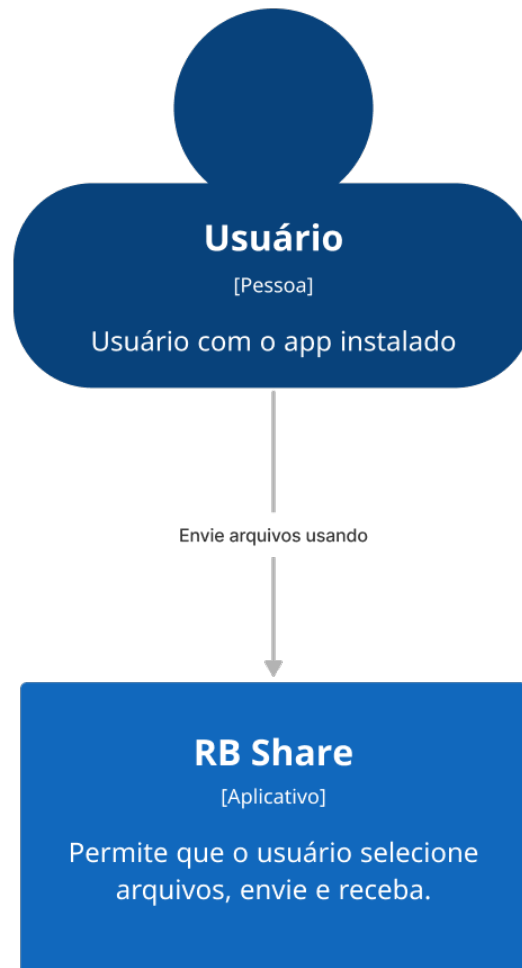 Usuário
[Pessoa]
Usuário com o app instalado
Envie arquivos usando
RB Share
[Aplicativo]
Permite que o usuário selecione
arquivos, envie e receba.